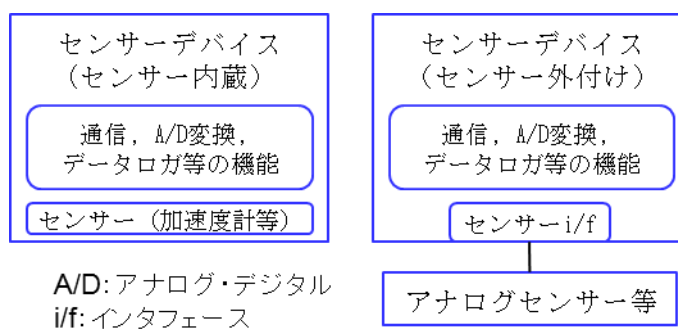 センサーデバイス
(センサー内蔵)
通信, A/D変換,
データロガ等の機能
センサー (加速度計等)
A/D:アナログ・デジタル
i/f:インタフェース
センサーデバイス
(センサー外付け)
通信, A/D変換,
データロガ等の機能
センサーi/f
アナログセンサー等